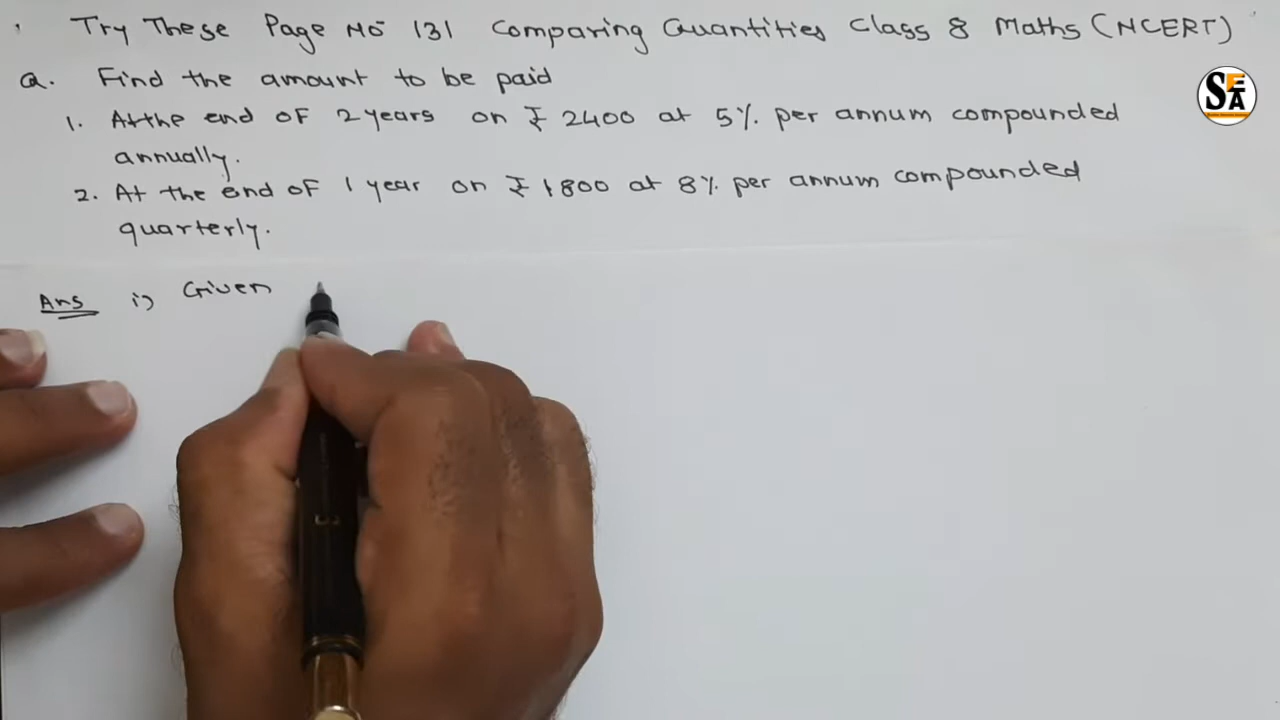 Try These Page No 131 Comparing Quantities Class 8 Maths (NCERT)
Q. Find the amount to be paid
1. At the end of 2 years on ₹ 2400 at 5% per annum compounded
annually.
2. At the end of 1 year on ₹ 1800 at 8% per annum compounded
quarterly.
Ans i) Given
SFTA